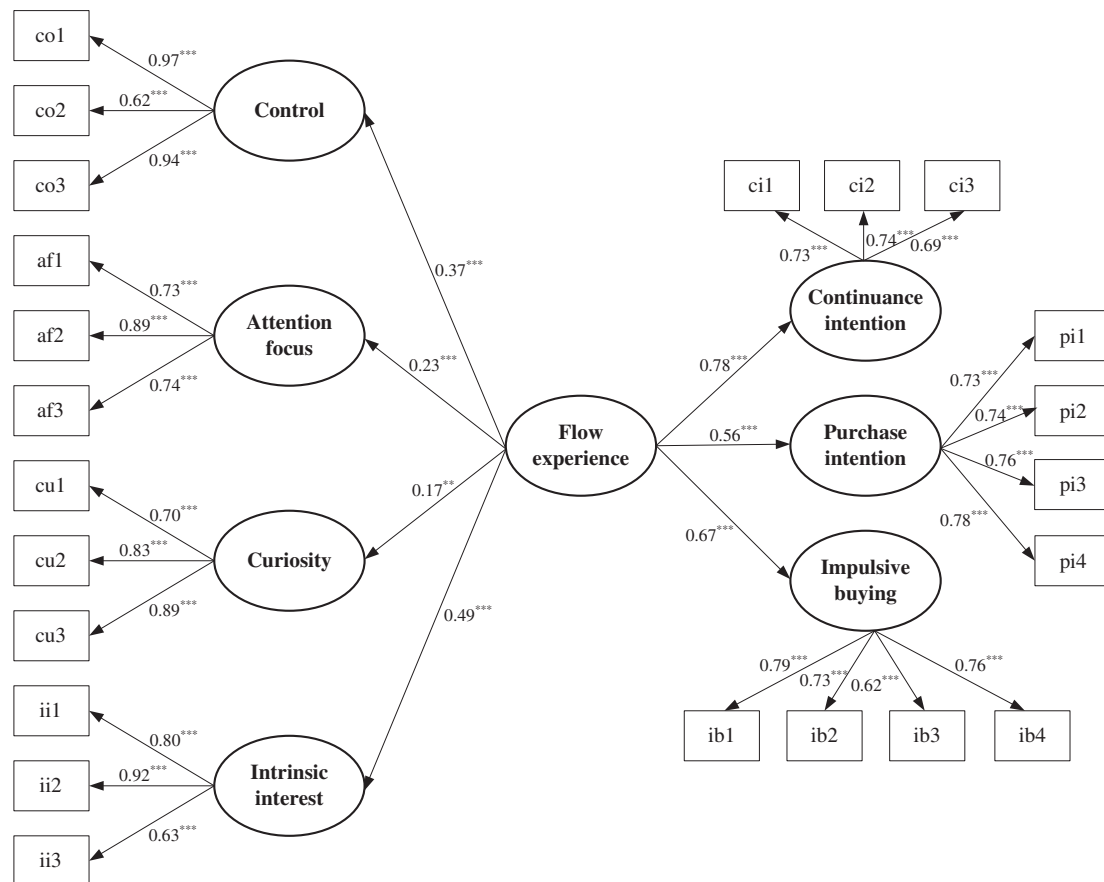 co1
0.97***
co2
0.62***
Control
co3
0.94***
af1
0.73***
af2
0.89***
Attention
focus
af3
0.74***
cu1
0.70***
cu2
0.83***
Curiosity
cu3
0.89***
ii1
0.80***
ii2
0.92***
Intrinsic
interest
ii3
0.63***
0.37***
0.23***
0.17**
0.49***
Flow
experience
0.78***
0.56***
0.67***
ci1
ci2
ci3
0.73***
0.74***
0.69***
Continuance
intention
Purchase
intention
pi1
0.73***
pi2
0.74***
pi3
0.76***
pi4
0.78***
Impulsive
buying
0.79***
0.73***
0.62***
0.76***
ib1
ib2
ib3
ib4